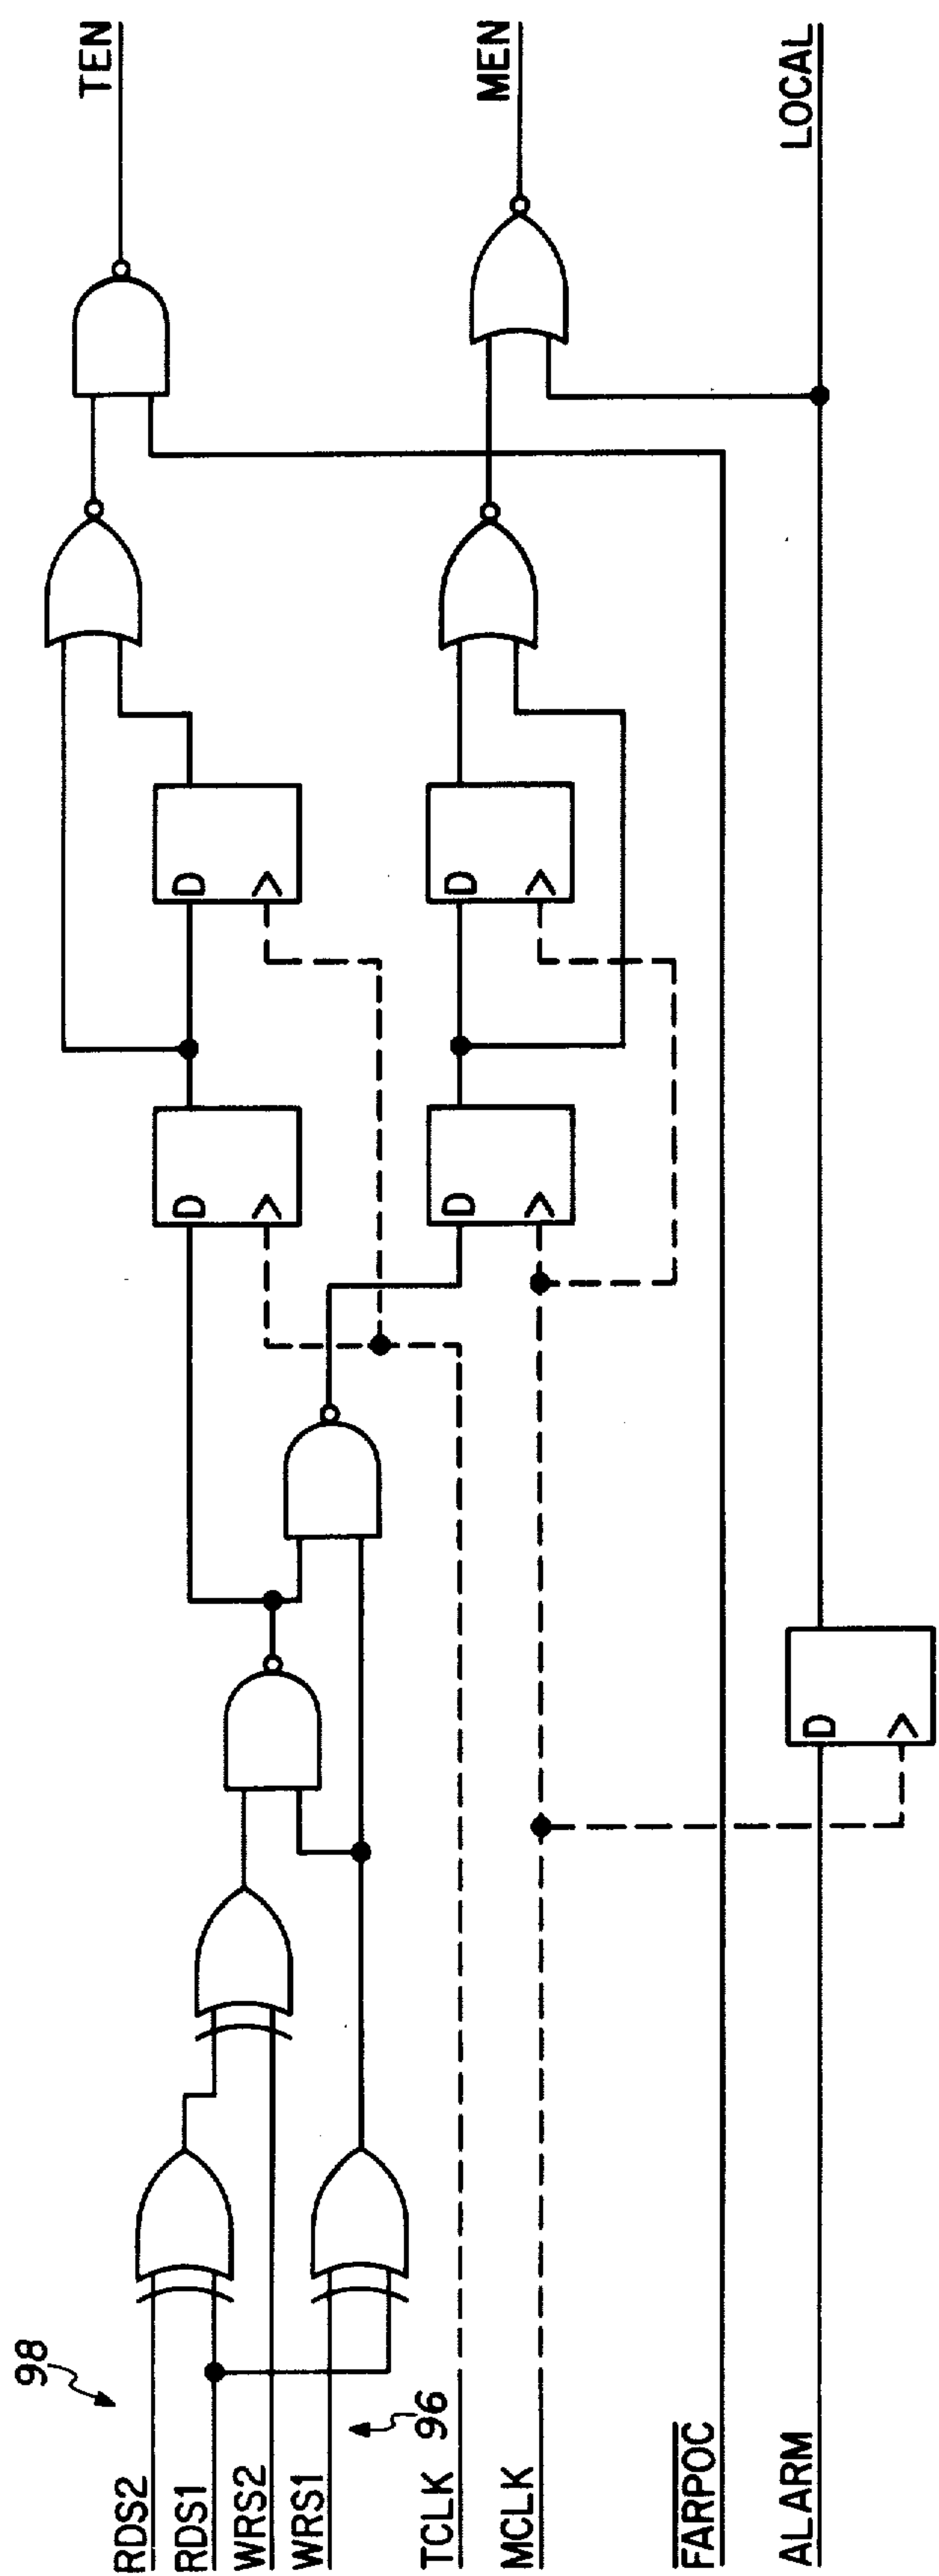 98
RDS2
RDS1
WRS2
WRS1
96
TCLK
MCLK
FARPOC
ALARM
D
D
D
D
D
TEN
MEN
LOCAL